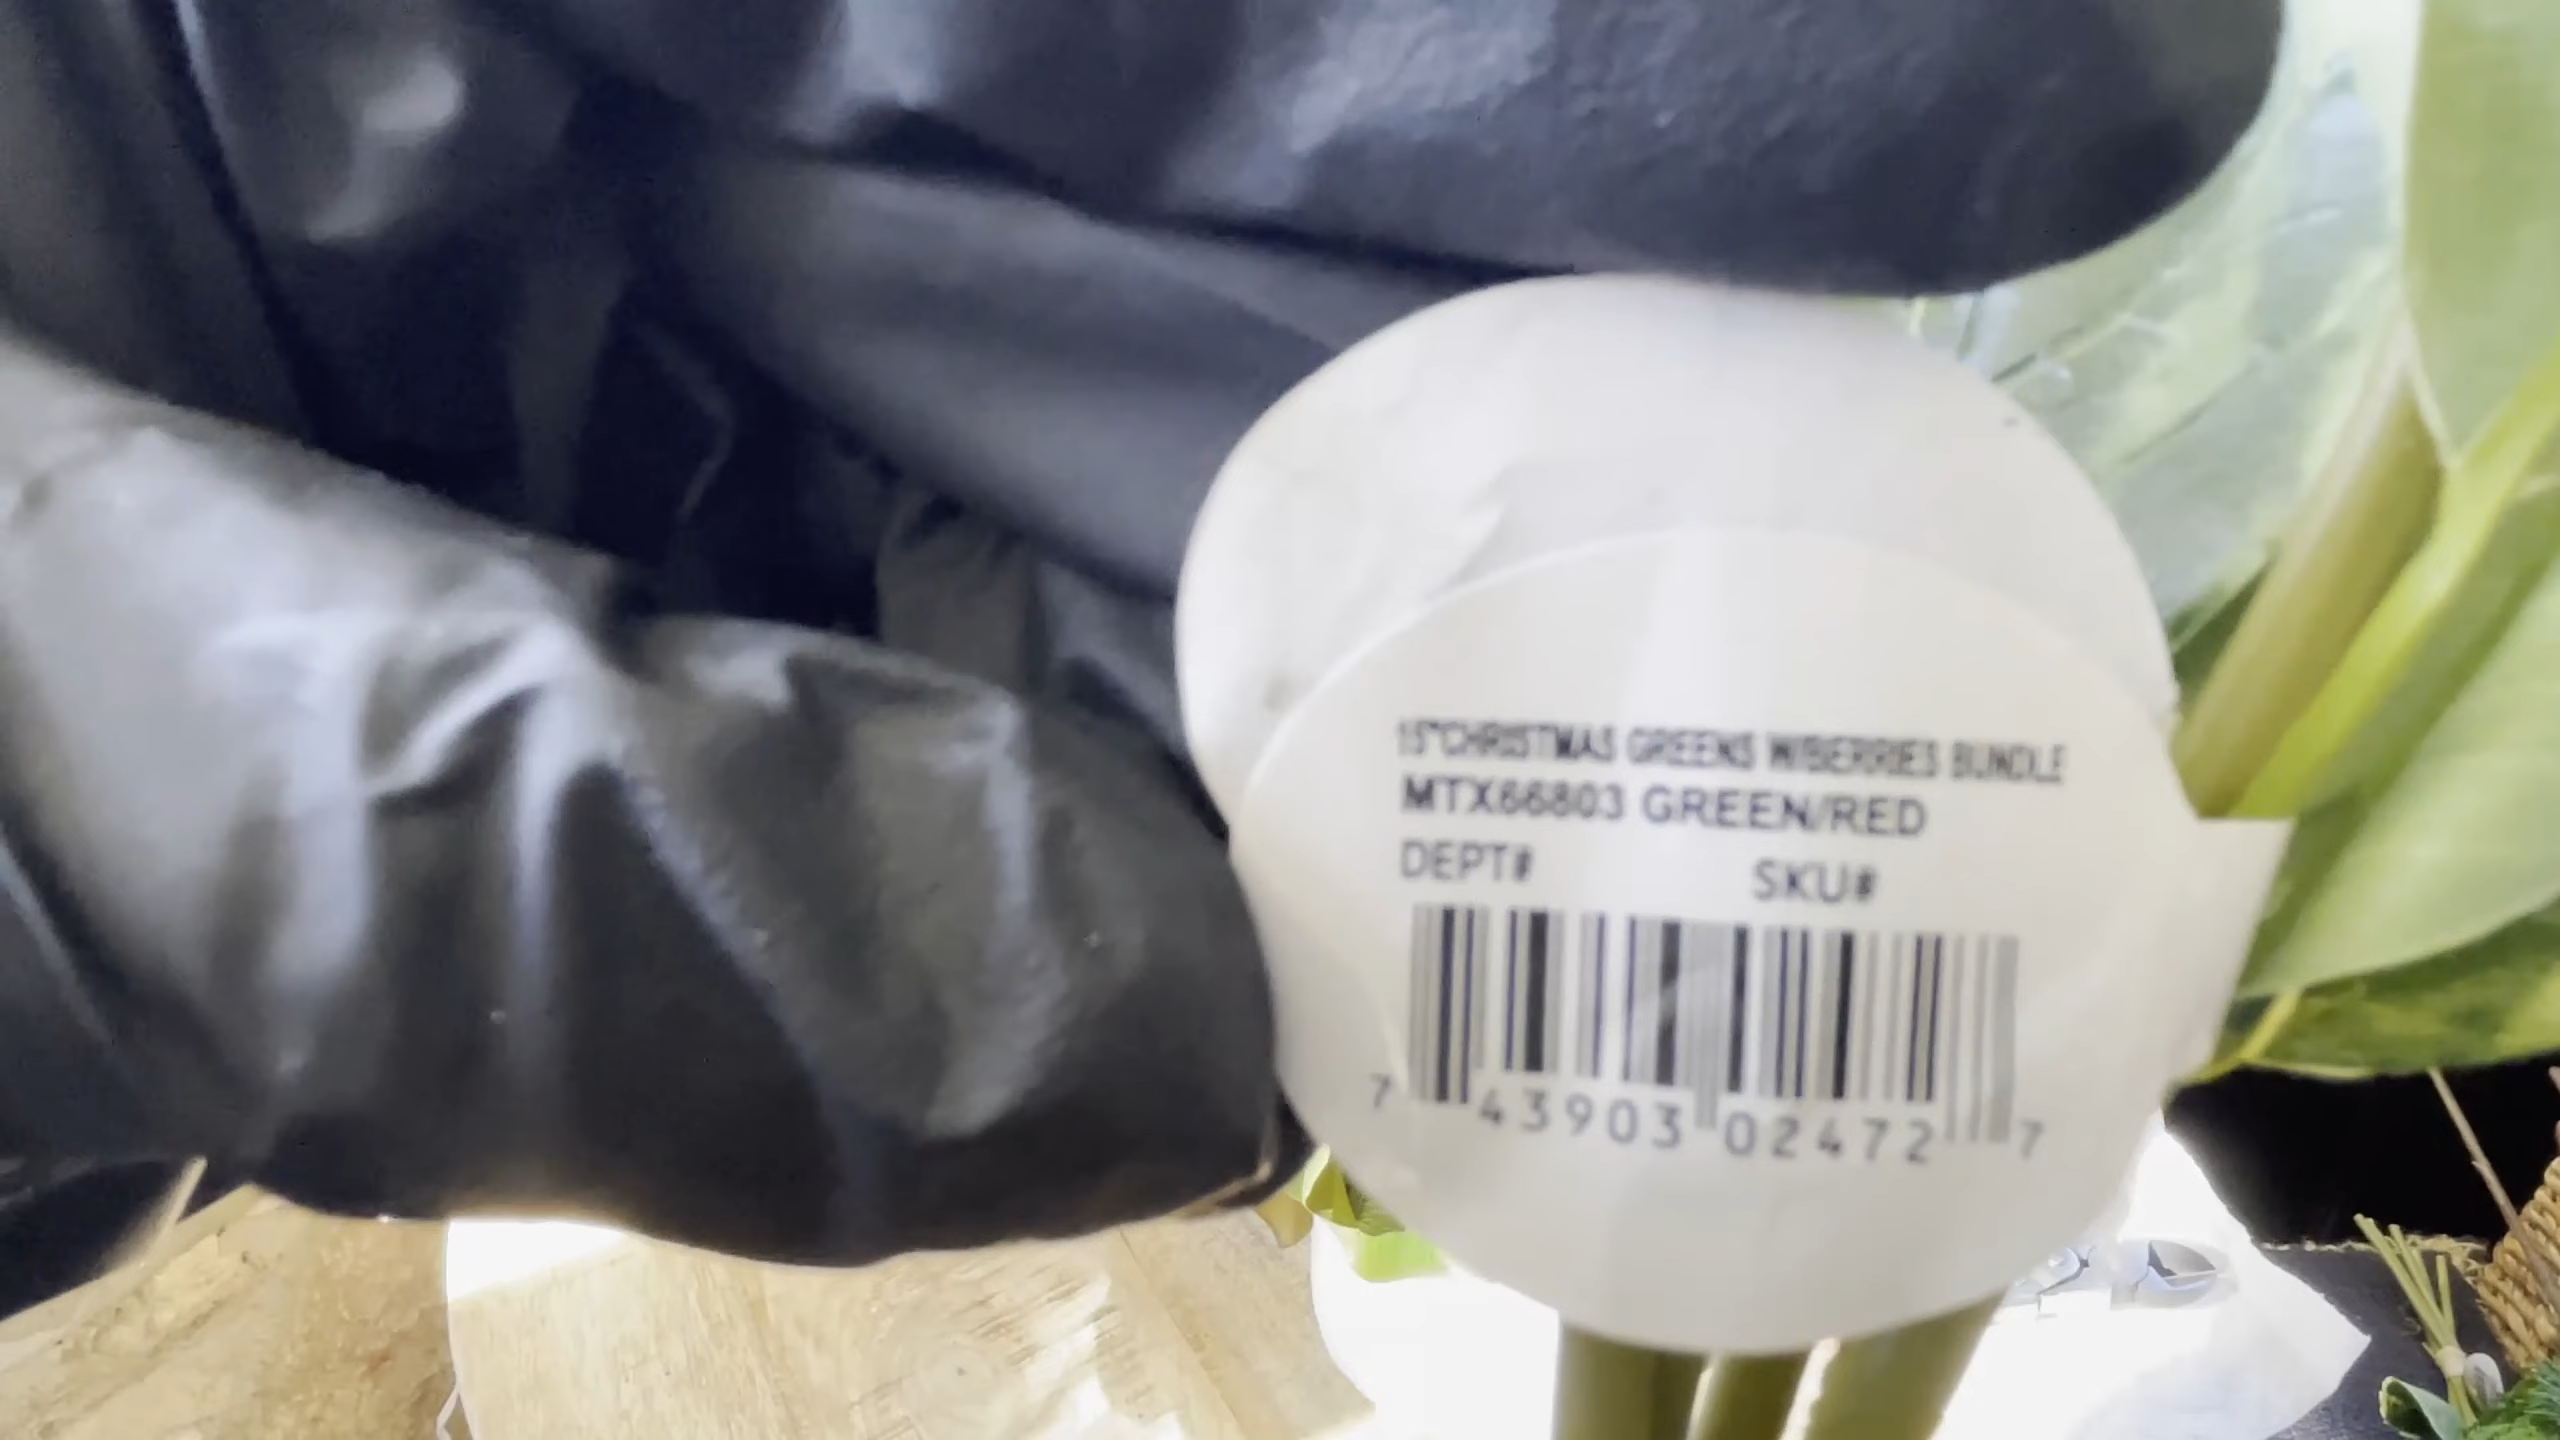 15"CHRISTMAS GREENS W/BERRIES BUNDLE
MTX66803 GREEN/RED
DEPT# SKU#
7 43903 02472 7